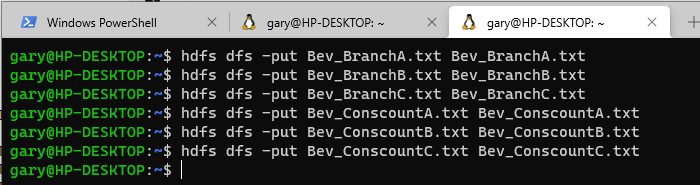 Windows PowerShell
gary@HP-DESKTOP: ~
gary@HP-DESKTOP: ~
gary@HP-DESKTOP:~$ hdfs dfs -put Bev_BranchA.txt Bev_BranchA.txt
gary@HP-DESKTOP:~$ hdfs dfs -put Bev_BranchB.txt Bev_BranchB.txt
gary@HP-DESKTOP:~$ hdfs dfs -put Bev_BranchC.txt Bev_BranchC.txt
gary@HP-DESKTOP:~$ hdfs dfs -put Bev_ConscountA.txt Bev_ConscountA.txt
gary@HP-DESKTOP:~$ hdfs dfs -put Bev_ConscountB.txt Bev_ConscountB.txt
gary@HP-DESKTOP:~$ hdfs dfs -put Bev_ConscountC.txt Bev_ConscountC.txt
gary@HP-DESKTOP:~$